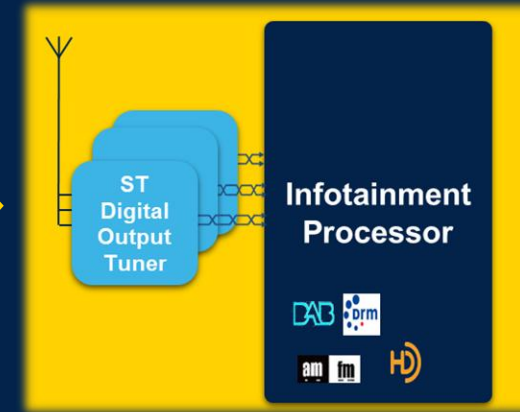 ST
Digital
Output
Tuner
Infotainment
Processor
DAB DRM
am fm HD